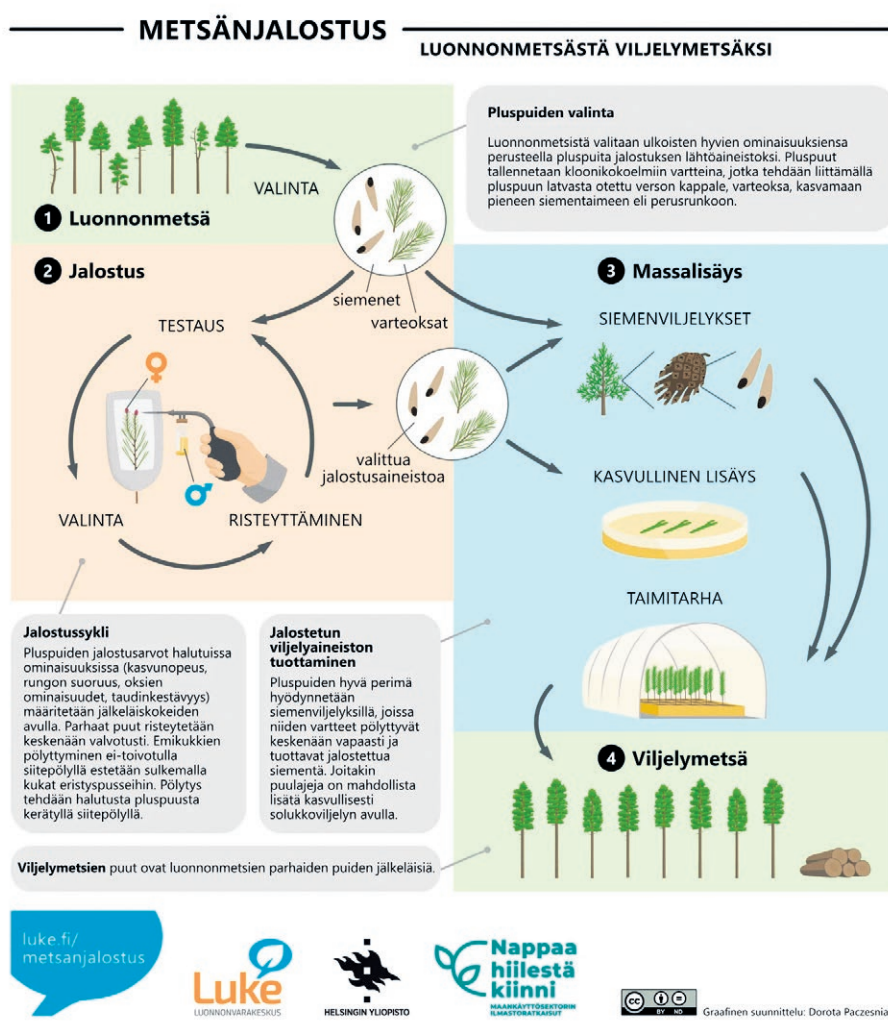 METSÄNJALOSTUS
LUONNONMETSÄSTÄ VILJELYMETSÄKSI
Pluspuiden valinta
Luonnonmetsistä valitaan ulkoisten hyvien ominaisuuksiensa
perusteella pluspuita jalostuksen lähtöaineistoksi. Pluspuut
tallennetaan kloonikokoelmiin vartteina, jotka tehdään liittämällä
pluspuun latvasta otettu verson kappale, varteoksa, kasvamaan
pieneen siementaimeen eli perusrunkoon.
VALINTA
1 Luonnonmetsä
2 Jalostus
siemenet
varteoksat
TESTAUS
valittua
jalostusaineistoa
VALINTA
RISTEYTTÄMINEN
3 Massalisäys
SIEMENVILJELYKSET
KASVULLINEN LISÄYS
TAIMITARHA
Jalostussykli
Pluspuiden jalostusarvot halutuissa
ominaisuuksissa (kasvunopeus,
rungon suoruus, oksien
ominaisuudet, taudinkestävyys)
määritetään jälkeläiskokeiden
avulla. Parhaat puut risteytetään
keskenään valvotusti. Emikukkien
pölyttyminen ei-toivotulla
siitepölyllä estetään sulkemalla
kukat eristyspusseihin. Pölytys
tehdään halutusta pluspuusta
kerätyllä siitepölyllä.
Jalostetun
viljelyaineiston
tuottaminen
Pluspuiden hyvä perimä
hyödynnetään
siemenviljelyksillä, joissa
niiden vartteet pölyttyvät
keskenään vapaasti ja
tuottavat jalostettua
siementä. Joitakin
puulajeja on mahdollista
lisätä kasvullisesti
solukkoviljelyn avulla.
4 Viljelymetsä
Viljelymetsien puut ovat luonnonmetsien parhaiden puiden jälkeläisiä.
luke.fi/
metsanjalostus
Luke
LUONNONVARAKESKUS
HELSINGIN YLIOPISTO
Nappaa
hiilestä
kiinni
MAANKÄYTTÖSEKTORIN
ILMASTORATKAISUT
cc
BY ND
Graafinen suunnittelu: Dorota Paczesnia